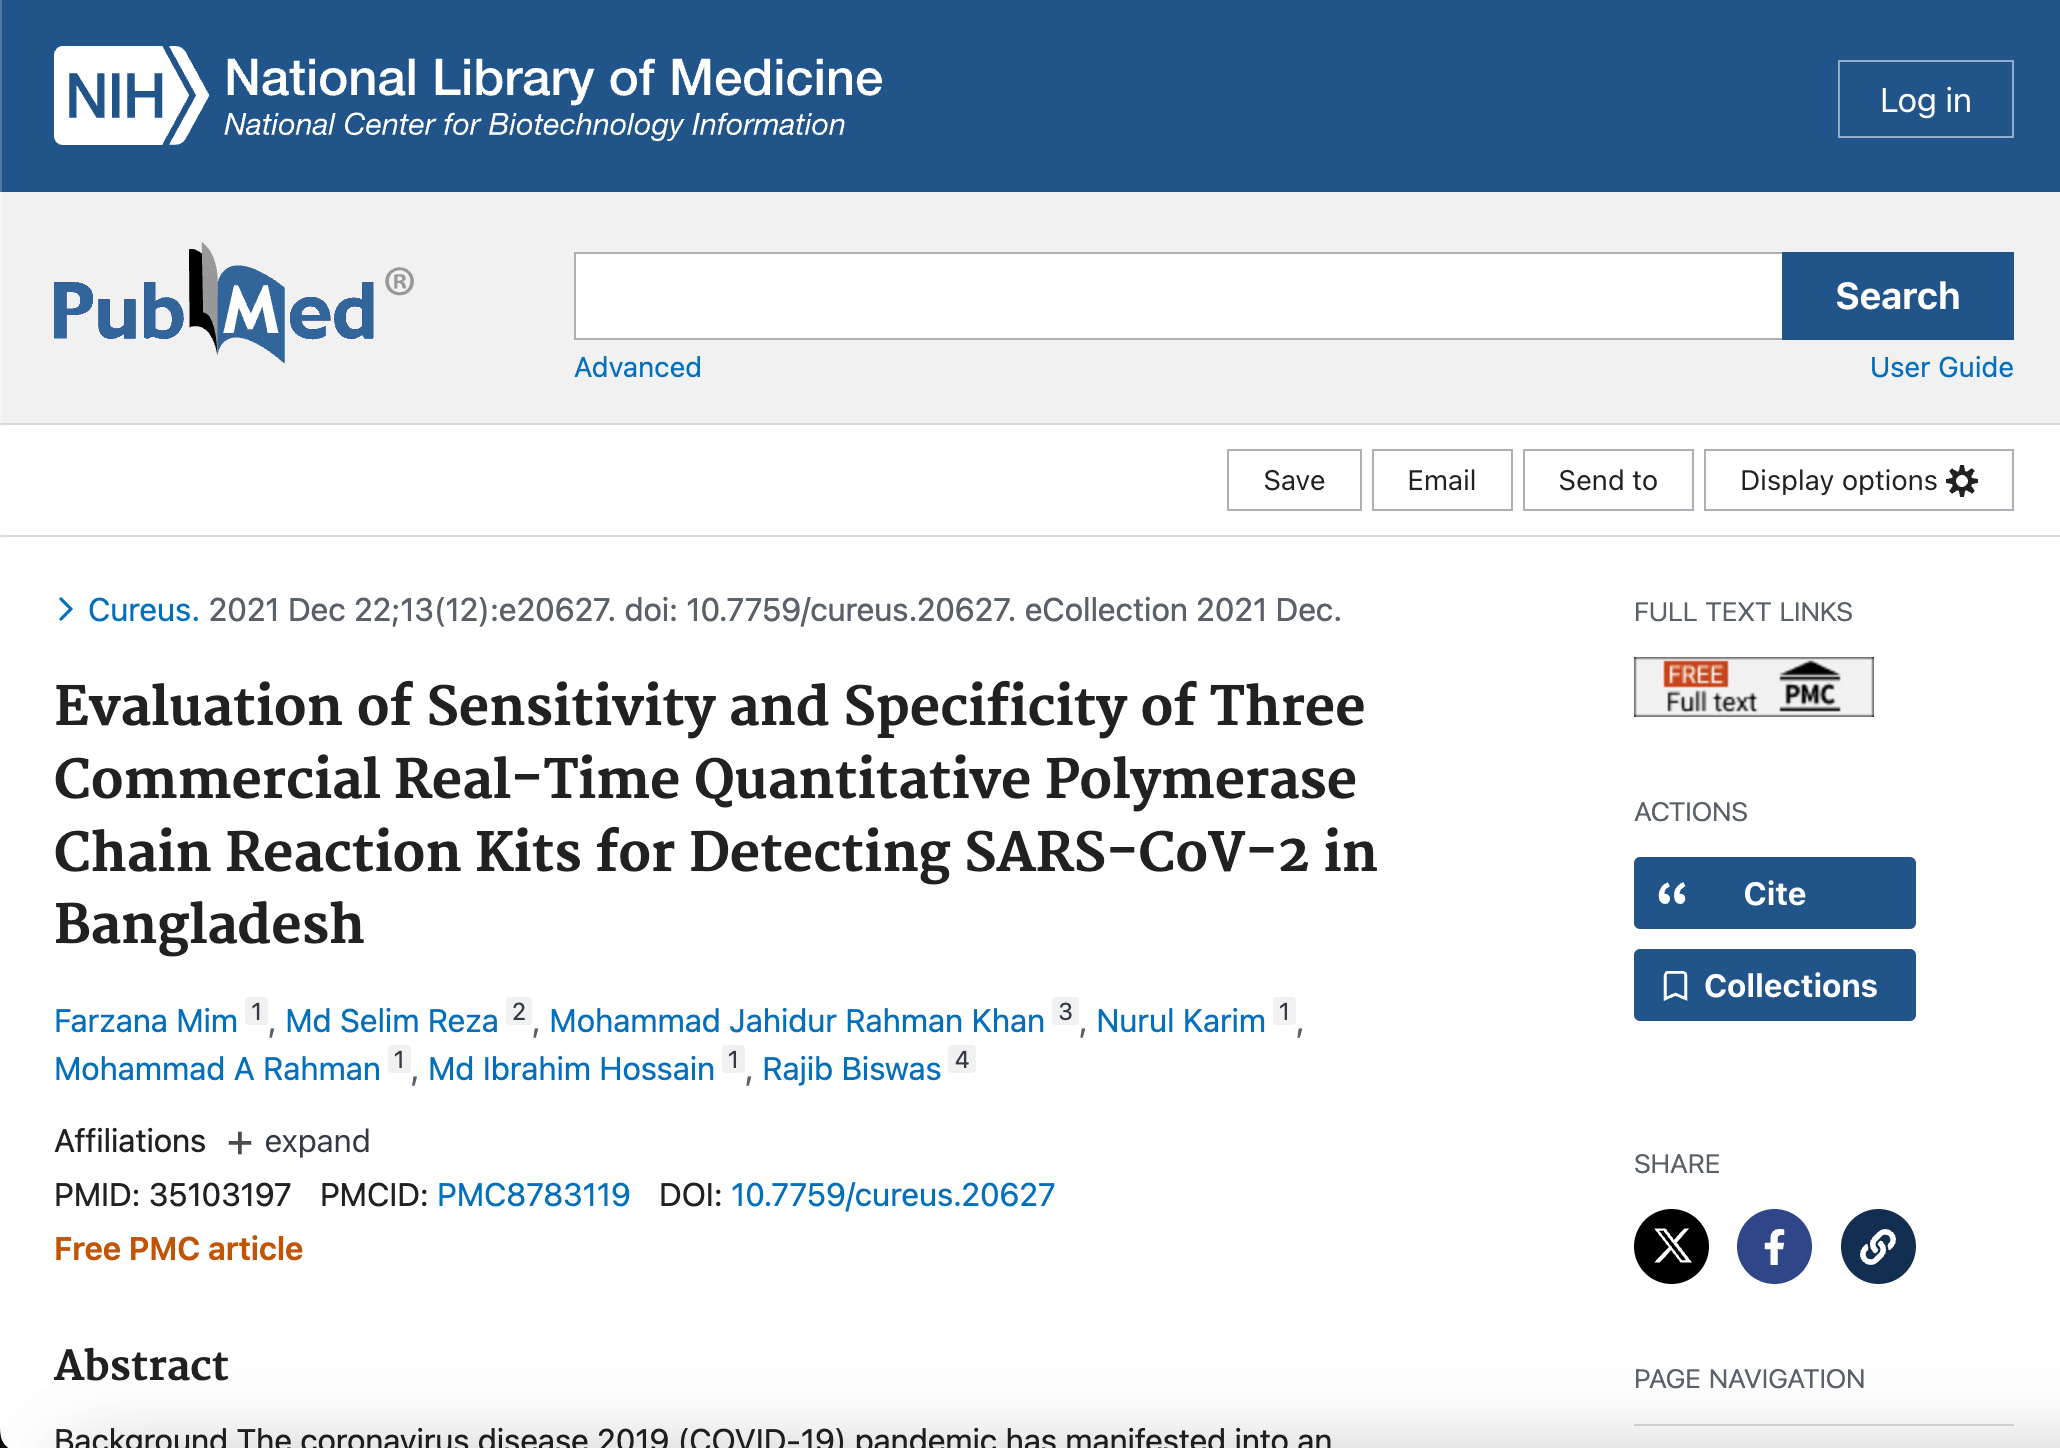 NIH National Library of Medicine
National Center for Biotechnology Information
Log in
PubMed®
Search
Advanced
User Guide
Save
Email
Send to
Display options
Cureus. 2021 Dec 22;13(12):e20627. doi: 10.7759/cureus.20627. eCollection 2021 Dec.
Evaluation of Sensitivity and Specificity of Three
Commercial Real-Time Quantitative Polymerase
Chain Reaction Kits for Detecting SARS-CoV-2 in
Bangladesh
Farzana Mim 1, Md Selim Reza 2, Mohammad Jahidur Rahman Khan 3, Nurul Karim 1,
Mohammad A Rahman 1, Md Ibrahim Hossain 1, Rajib Biswas 4
Affiliations + expand
PMID: 35103197 PMCID: PMC8783119 DOI: 10.7759/cureus.20627
Free PMC article
Abstract
Background The coronavirus disease 2019 (COVID-19) pandemic has manifested into an
FULL TEXT LINKS
FREE
Full text
PMC
ACTIONS
Cite
Collections
SHARE
PAGE NAVIGATION